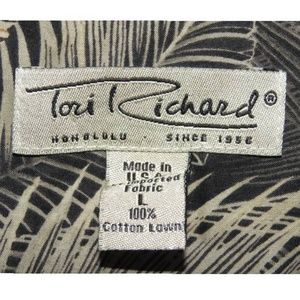 Tori Richard®
HONOLULU . SINCE 1956
Made in
U.S.A.
Imported
Fabric
L
100%
Cotton Lawn